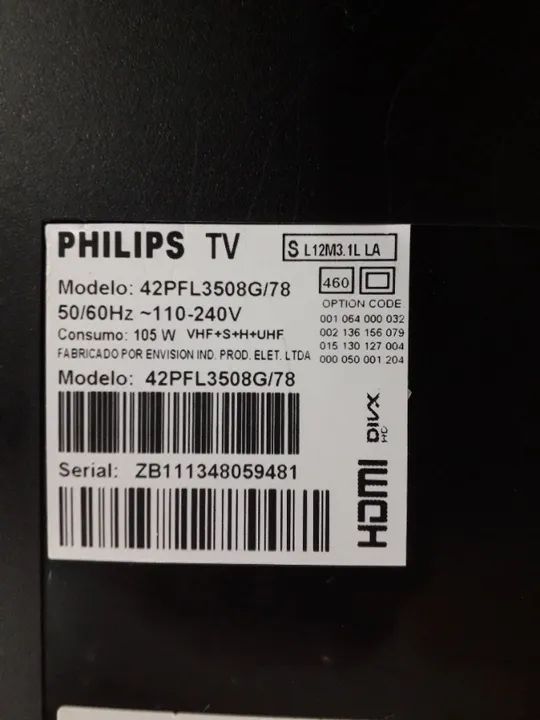 PHILIPS TV
S L12M3.1L LA
Modelo: 42PFL3508G/78
460
50/60Hz ~110-240V
Consumo: 105 W VHF+S+H+UHF
FABRICADO POR ENVISION IND. PROD. ELET. LTDA
OPTION CODE
001 064 000 032
002 136 156 079
015 130 127 004
000 050 001 204
Modelo: 42PFL3508G/78
Serial: ZB111348059481
HDMI
DIVX
HD